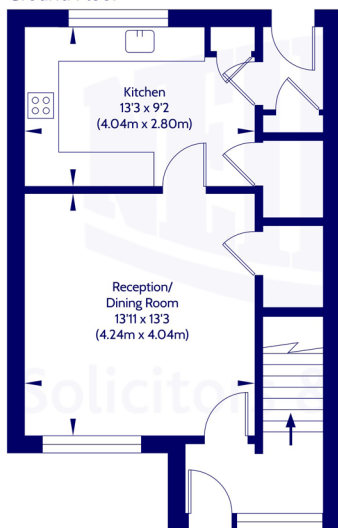 Kitchen
13'3 x 9'2
(4.04m x 2.80m)
Reception/
Dining Room
13'11 x 13'3
(4.24m x 4.04m)
Solicitors &